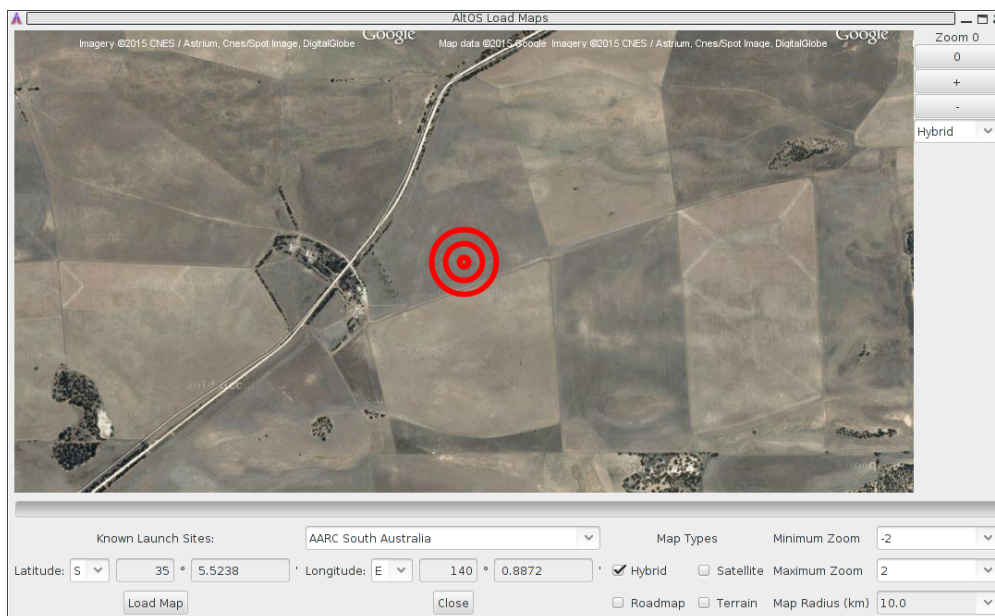 AltOS Load Maps
Imagery ©2015 CNES / Astrium, Cnes/Spot Image, DigitalGlobe Google Map data ©2015 Google Imagery ©2015 CNES / Astrium, Cnes/Spot Image, DigitalGlobe Google
Zoom 0
0
+
-
Hybrid
Known Launch Sites: AARC South Australia Map Types Minimum Zoom -2
Latitude: S 35 ° 5.5238 ' Longitude: E 140 ° 0.8872 ' Hybrid Satellite Maximum Zoom 2
Load Map Close Roadmap Terrain Map Radius (km) 10.0